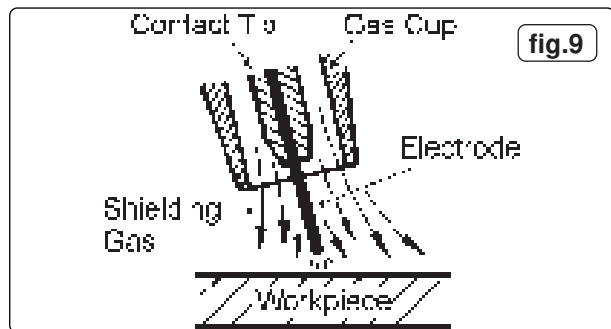 Contact Tip Gas Cup
fig.9
Electrode
Shielding
Gas
Workpiece